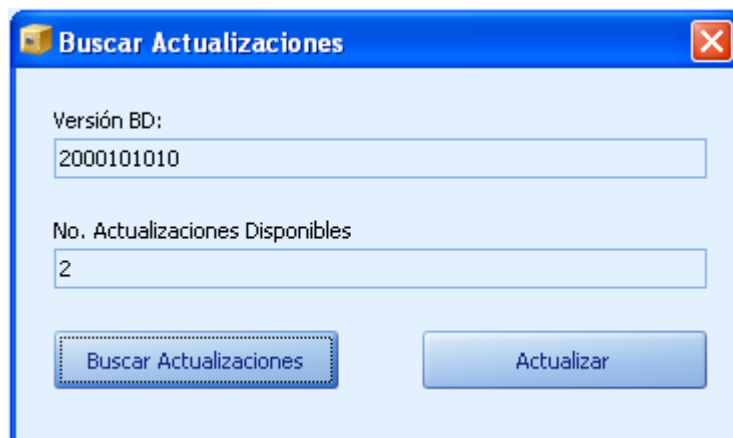 Buscar Actualizaciones
Versión BD:
2000101010
No. Actualizaciones Disponibles
2
Buscar Actualizaciones
Actualizar